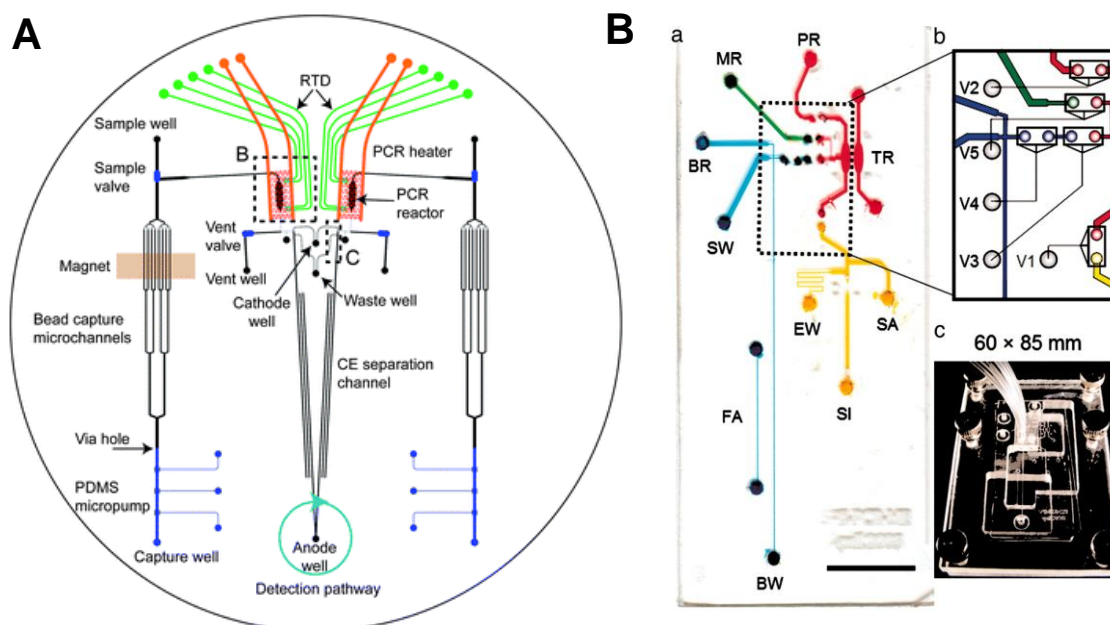 A
RTD
Sample well
Sample
valve
B
PCR heater
PCR
reactor
Vent
valve
C
Magnet
Vent well
Cathode
well
Waste well
Bead capture
microchannels
CE separation
channel
Via hole
PDMS
micropump
Capture well
Anode
well
Detection pathway
B
a
PR
MR
BR
TR
SW
EW
SA
SI
FA
BW
b
V2
V5
V4
V3
V1
c
60 × 85 mm